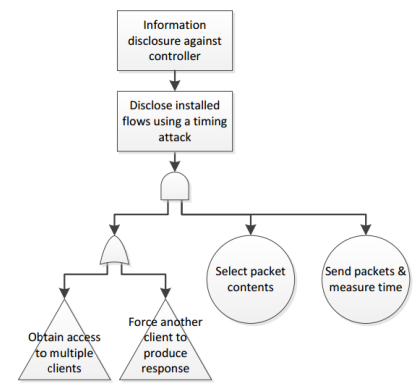 Information
disclosure against
controller
Disclose installed
flows using a timing
attack
Select packet
contents
Send packets &
measure time
Obtain access
to multiple
clients
Force another
client to
produce
response